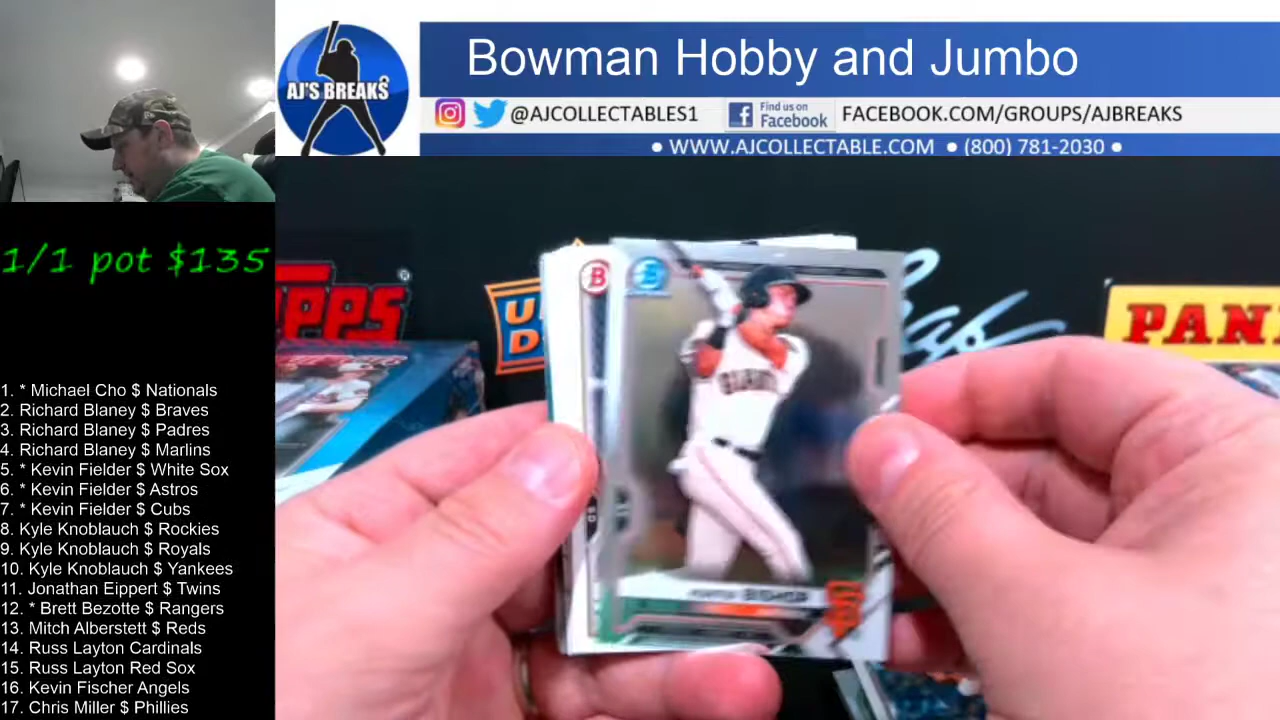 Bowman Hobby and Jumbo
AJ'S BREAKS
@AJCOLLECTABLES1
Find us on
Facebook
FACEBOOK.COM/GROUPS/AJBREAKS
• WWW.AJCOLLECTABLE.COM • (800) 781-2030 •
1/1 pot $135
1. * Michael Cho $ Nationals
2. Richard Blaney $ Braves
3. Richard Blaney $ Padres
4. Richard Blaney $ Marlins
5. * Kevin Fielder $ White Sox
6. * Kevin Fielder $ Astros
7. * Kevin Fielder $ Cubs
8. Kyle Knoblauch $ Rockies
9. Kyle Knoblauch $ Royals
10. Kyle Knoblauch $ Yankees
11. Jonathan Eippert $ Twins
12. * Brett Bezotte $ Rangers
13. Mitch Alberstett $ Reds
14. Russ Layton Cardinals
15. Russ Layton Red Sox
16. Kevin Fischer Angels
17. Chris Miller $ Phillies
PPS
U
D
PANI
B
GIANTS
BISHOP